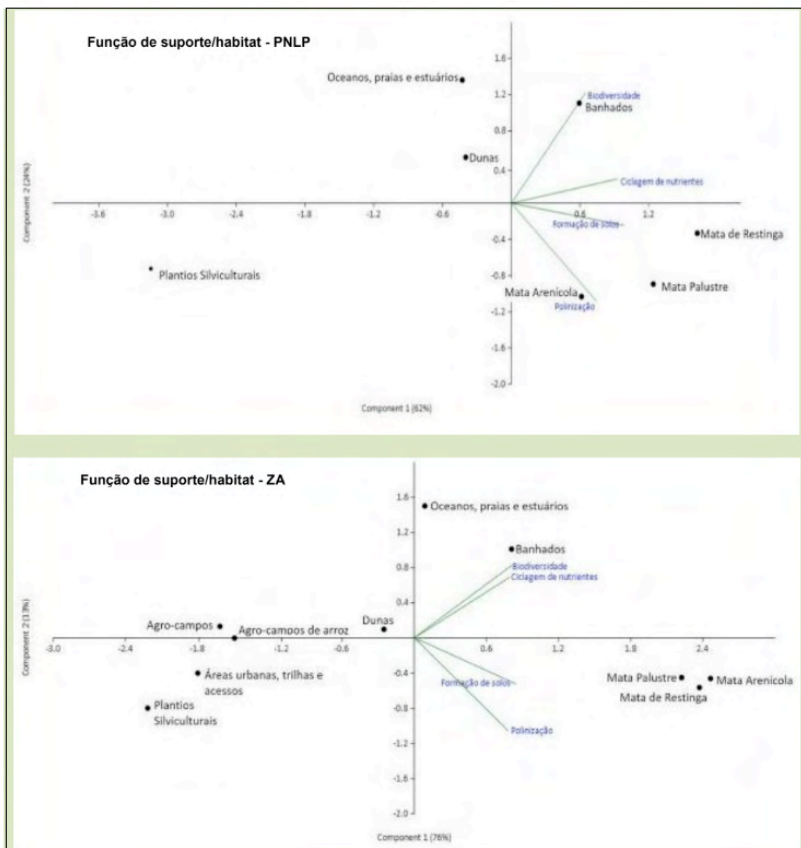 Função de suporte/habitat - PNLP
1.6
Oceanos, praias e estuários
1.2
Biodiversidade
Banhados
0.8
Dunas
0.4
Ciclagem de nutrientes
-3.6
-3.0
-2.4
-1.8
-1.2
-0.6
0.6
1.2
Formação de solos
Mata de Restinga
-0.4
Plantios Silviculturais
-0.8
Mata Arenícola
Mata Palustre
Polinização
-1.2
-1.6
-2.0
Component 2 (24%)
Component 1 (62%)
Função de suporte/habitat - ZA
1.6
Oceanos, praias e estuários
1.2
Banhados
0.8
Biodiversidade
Ciclagem de nutrientes
0.4
Dunas
Agro-campos
Agro-campos de arroz
-3.0
-2.4
-1.8
-1.2
-0.6
0.6
1.2
1.8
2.4
Áreas urbanas, trilhas e
acessos
-0.4
Formação de solos
Mata Palustre
Mata Arenícola
Mata de Restinga
Plantios
Silviculturais
-0.8
Polinização
-1.2
-1.6
-2.0
Component 2 (13%)
Component 1 (76%)